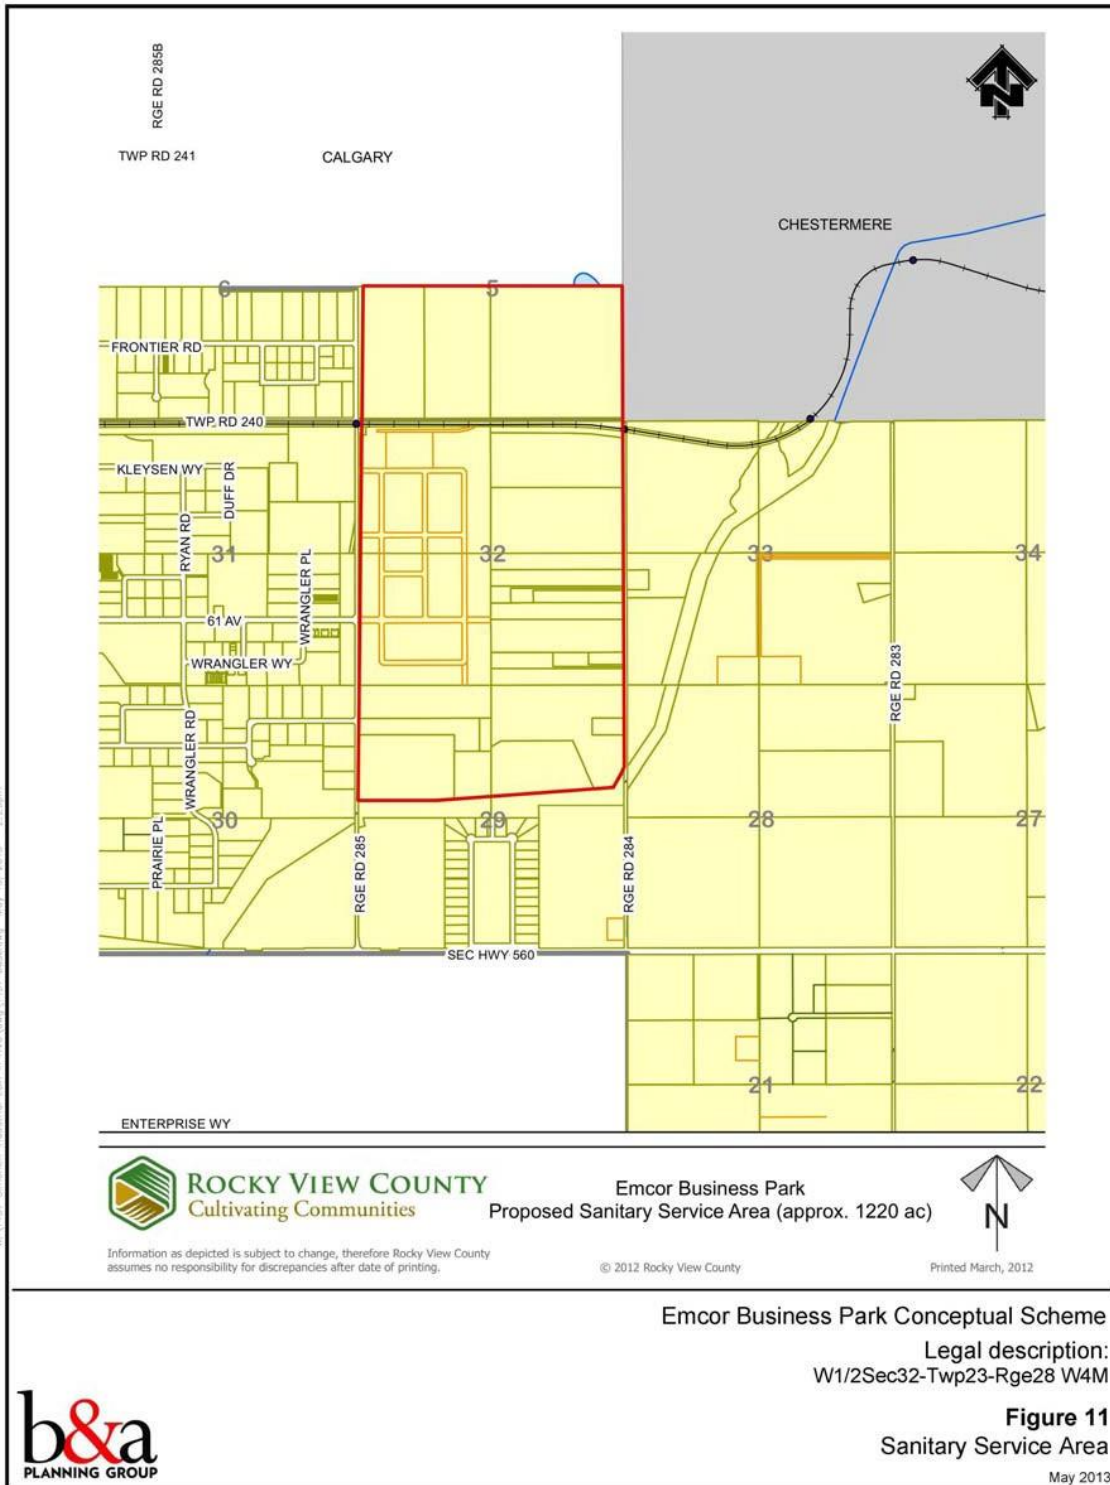 RGE RD 285B
TWP RD 241
CALGARY
N
CHESTERMERE
6
5
FRONTIER RD
TWP RD 240
KLEYSEN WY
DUFF DR
RYAN RD
31
32
33
34
WRANGLER PL
61 AV
WRANGLER WY
RGE RD 283
WRANGLER RD
30
29
28
27
PRAIRIE PL
RGE RD 285
RGE RD 284
SEC HWY 560
21
22
ENTERPRISE WY
ROCKY VIEW COUNTY
Cultivating Communities
Emcor Business Park
Proposed Sanitary Service Area (approx. 1220 ac)
N
Information as depicted is subject to change, therefore Rocky View County
assumes no responsibility for discrepancies after date of printing.
© 2012 Rocky View County
Printed March, 2012
Emcor Business Park Conceptual Scheme
Legal description:
W1/2Sec32-Twp23-Rge28 W4M
Figure 11
Sanitary Service Area
May 2013
b&a
PLANNING GROUP